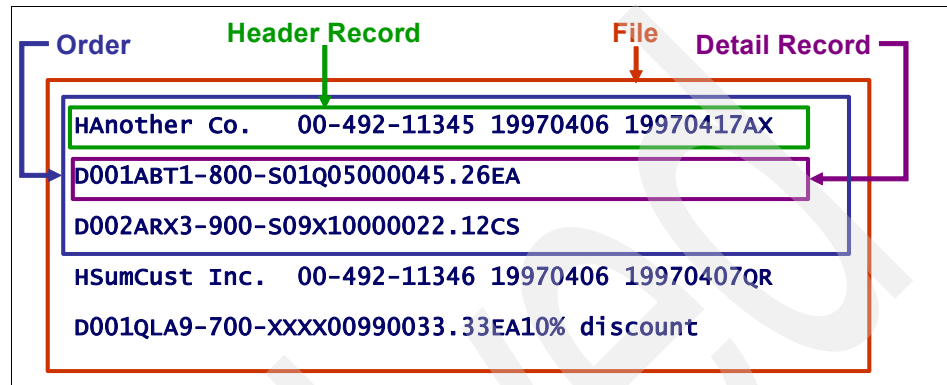 Order
Header Record
File
Detail Record
HAnother Co.   00-492-11345 19970406 19970417AX
D001ABT1-800-S01Q05000045.26EA
D002ARX3-900-S09X10000022.12CS
HSumCust Inc.  00-492-11346 19970406 19970407QR
D001QLA9-700-XXXX00990033.33EA10% discount